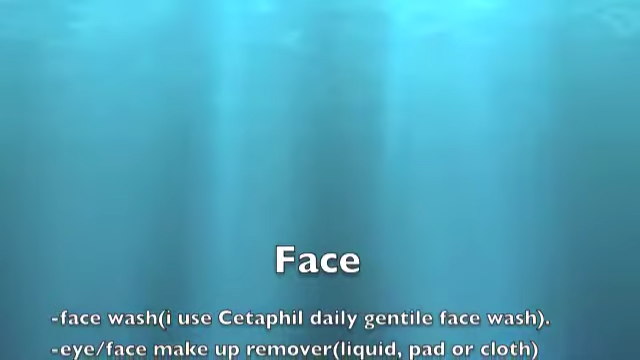 Face
-face wash(i use Cetaphil daily gentile face wash).
-eye/face make up remover(liquid, pad or cloth)